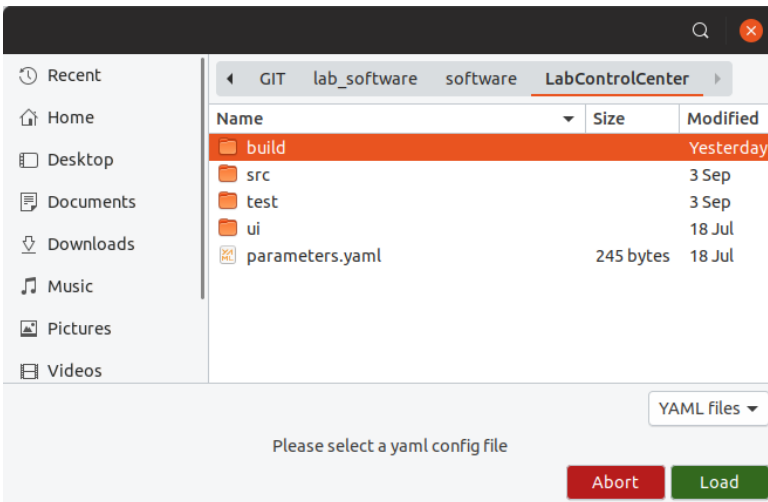 Recent
Home
Desktop
Documents
Downloads
Music
Pictures
Videos
GIT lab_software software LabControlCenter
Name Size Modified
build Yesterday
src 3 Sep
test 3 Sep
ui 18 Jul
parameters.yaml 245 bytes 18 Jul
YAML files
Please select a yaml config file
Abort Load